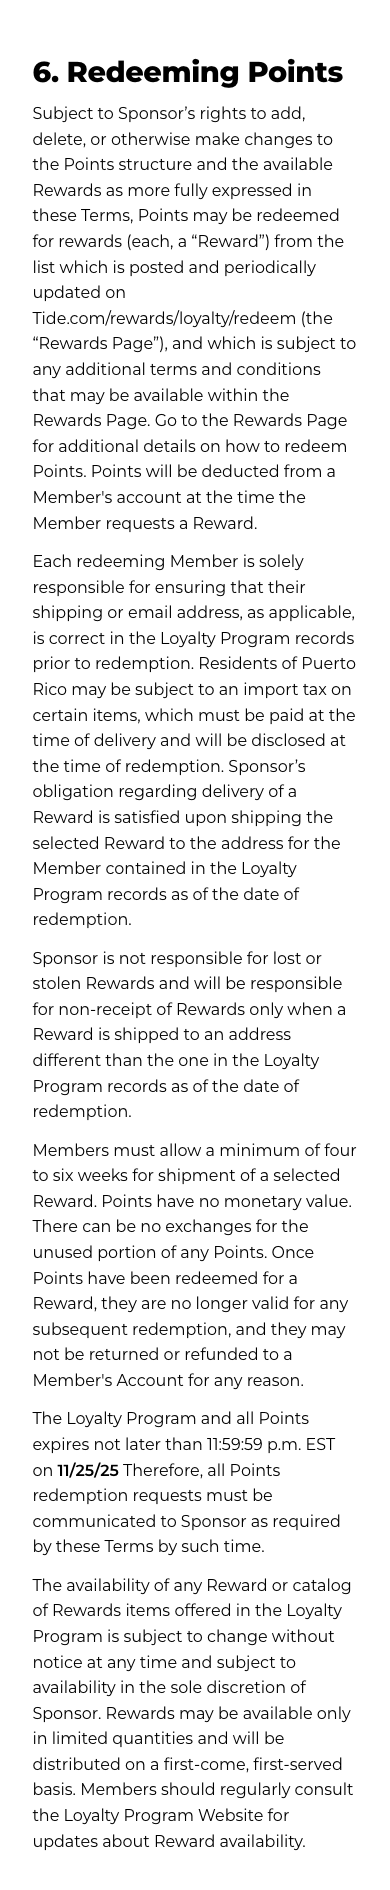 6. Redeeming Points
Subject to Sponsor’s rights to add,
delete, or otherwise make changes to
the Points structure and the available
Rewards as more fully expressed in
these Terms, Points may be redeemed
for rewards (each, a “Reward”) from the
list which is posted and periodically
updated on
Tide.com/rewards/loyalty/redeem (the
“Rewards Page”), and which is subject to
any additional terms and conditions
that may be available within the
Rewards Page. Go to the Rewards Page
for additional details on how to redeem
Points. Points will be deducted from a
Member's account at the time the
Member requests a Reward.
Each redeeming Member is solely
responsible for ensuring that their
shipping or email address, as applicable,
is correct in the Loyalty Program records
prior to redemption. Residents of Puerto
Rico may be subject to an import tax on
certain items, which must be paid at the
time of delivery and will be disclosed at
the time of redemption. Sponsor’s
obligation regarding delivery of a
Reward is satisfied upon shipping the
selected Reward to the address for the
Member contained in the Loyalty
Program records as of the date of
redemption.
Sponsor is not responsible for lost or
stolen Rewards and will be responsible
for non-receipt of Rewards only when a
Reward is shipped to an address
different than the one in the Loyalty
Program records as of the date of
redemption.
Members must allow a minimum of four
to six weeks for shipment of a selected
Reward. Points have no monetary value.
There can be no exchanges for the
unused portion of any Points. Once
Points have been redeemed for a
Reward, they are no longer valid for any
subsequent redemption, and they may
not be returned or refunded to a
Member's Account for any reason.
The Loyalty Program and all Points
expires not later than 11:59:59 p.m. EST
on 11/25/25 Therefore, all Points
redemption requests must be
communicated to Sponsor as required
by these Terms by such time.
The availability of any Reward or catalog
of Rewards items offered in the Loyalty
Program is subject to change without
notice at any time and subject to
availability in the sole discretion of
Sponsor. Rewards may be available only
in limited quantities and will be
distributed on a first-come, first-served
basis. Members should regularly consult
the Loyalty Program Website for
updates about Reward availability.